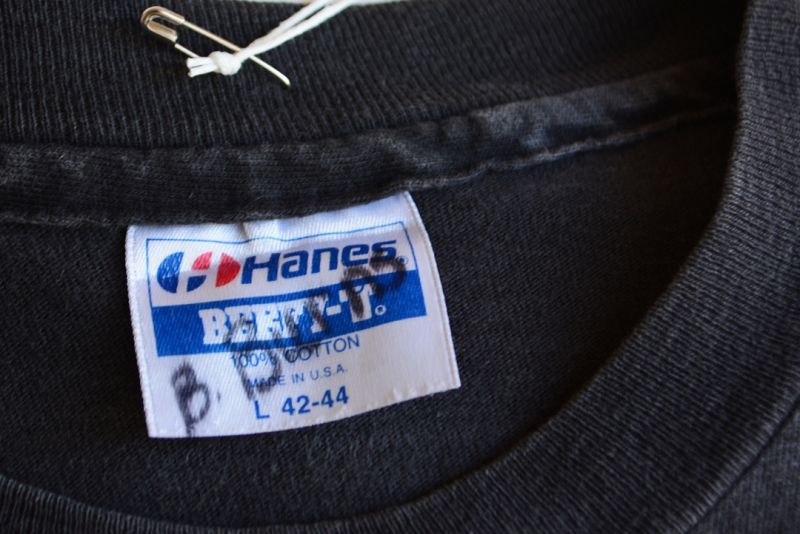 Hanes®
BEEFY-T®
100% COTTON
MADE IN U.S.A.
L 42-44
B.